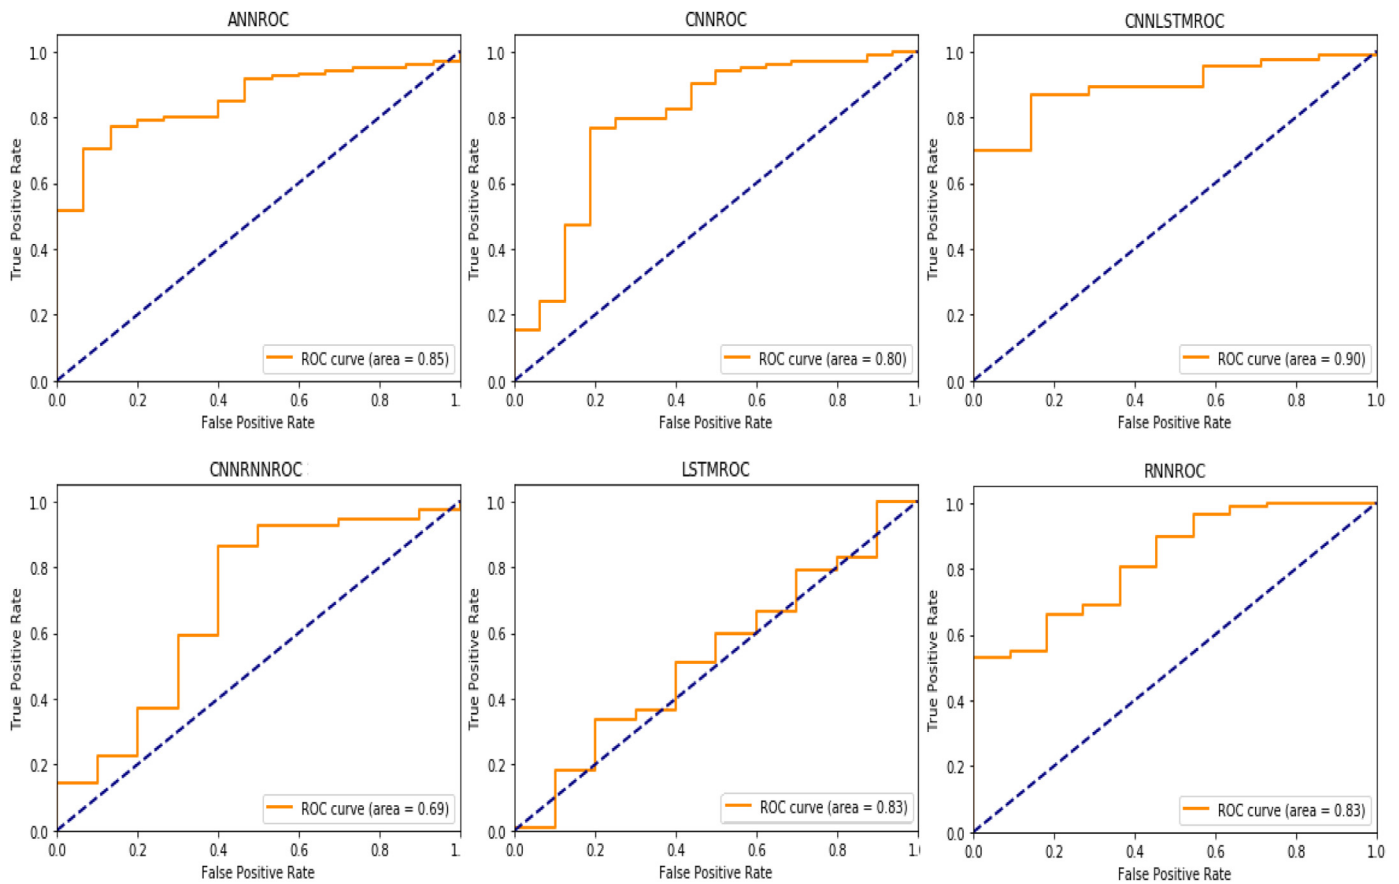 ANNROC
True Positive Rate
1.0
0.8
0.6
0.4
0.2
0.0
ROC curve (area = 0.85)
0.0 0.2 0.4 0.6 0.8 1.
False Positive Rate
CNNROC
True Positive Rate
1.0
0.8
0.6
0.4
0.2
0.0
ROC curve (area = 0.80)
0.0 0.2 0.4 0.6 0.8 1.
False Positive Rate
CNNLSTMROC
True Positive Rate
1.0
0.8
0.6
0.4
0.2
0.0
ROC curve (area = 0.90)
0.0 0.2 0.4 0.6 0.8 1.0
False Positive Rate
CNNRNNROC
True Positive Rate
1.0
0.8
0.6
0.4
0.2
0.0
ROC curve (area = 0.69)
0.0 0.2 0.4 0.6 0.8 1.
False Positive Rate
LSTMROC
True Positive Rate
1.0
0.8
0.6
0.4
0.2
0.0
ROC curve (area = 0.83)
0.0 0.2 0.4 0.6 0.8 1.
False Positive Rate
RNNROC
True Positive Rate
1.0
0.8
0.6
0.4
0.2
0.0
ROC curve (area = 0.83)
0.0 0.2 0.4 0.6 0.8 1.0
False Positive Rate